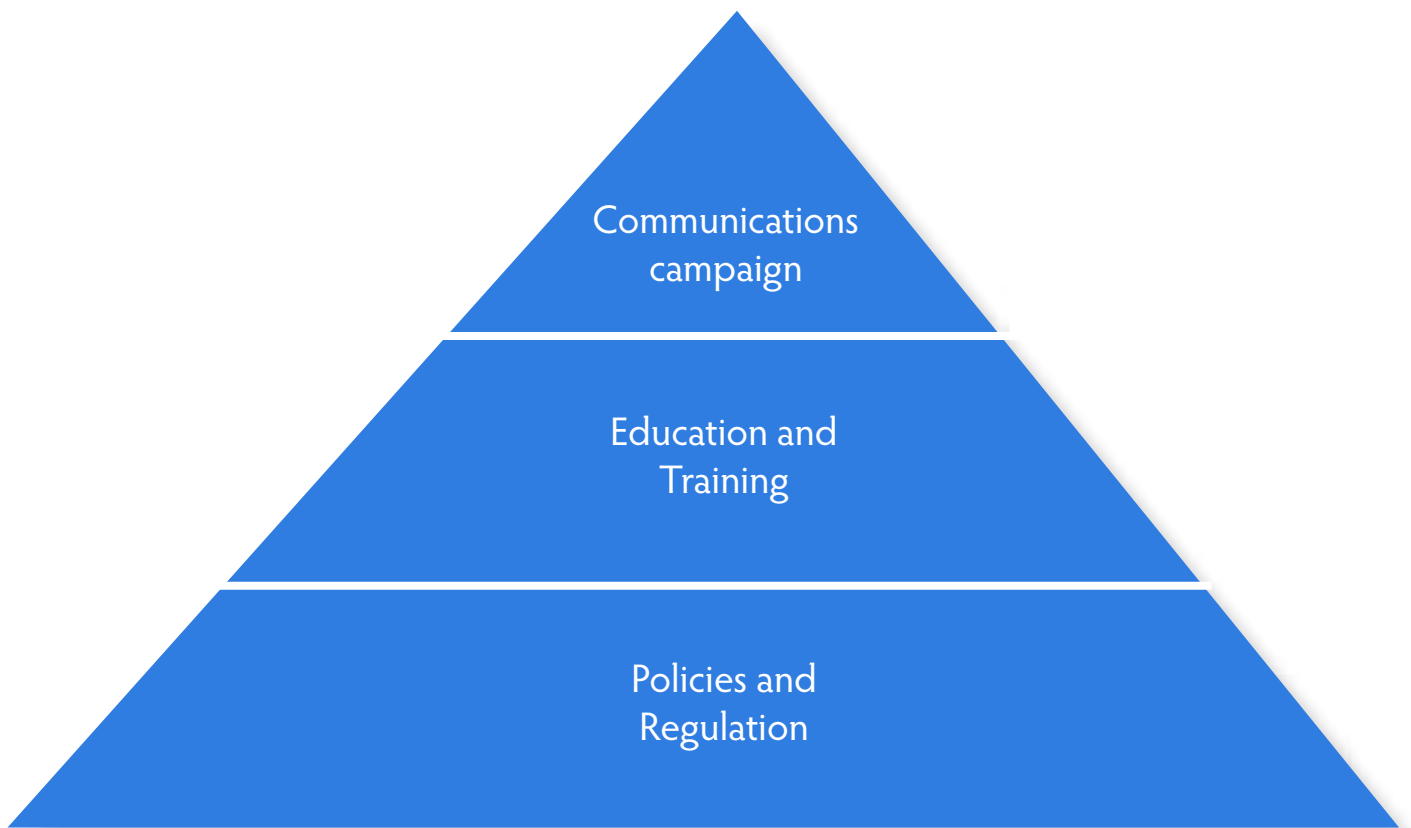 Communications
campaign
Education and
Training
Policies and
Regulation